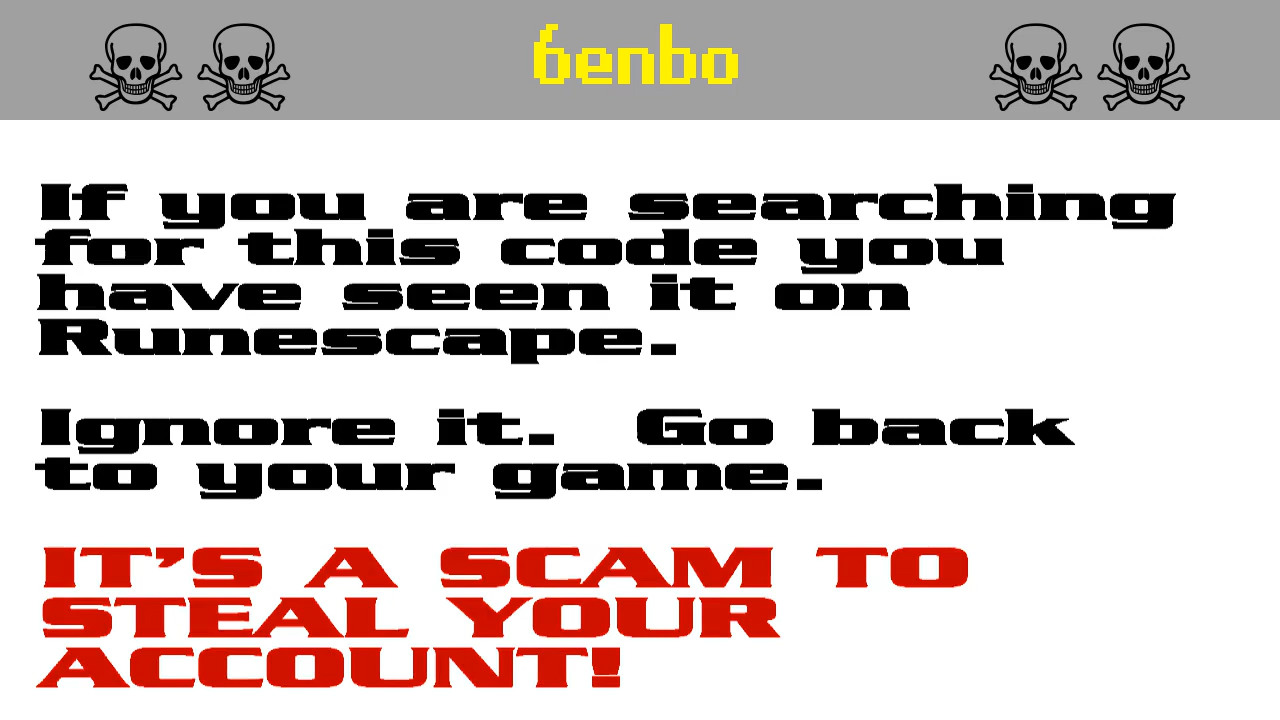 6enbo
If you are searching
for this code you
have seen it on
Runescape.
Ignore it. Go back
to your game.
IT'S A SCAM TO
STEAL YOUR
ACCOUNT!